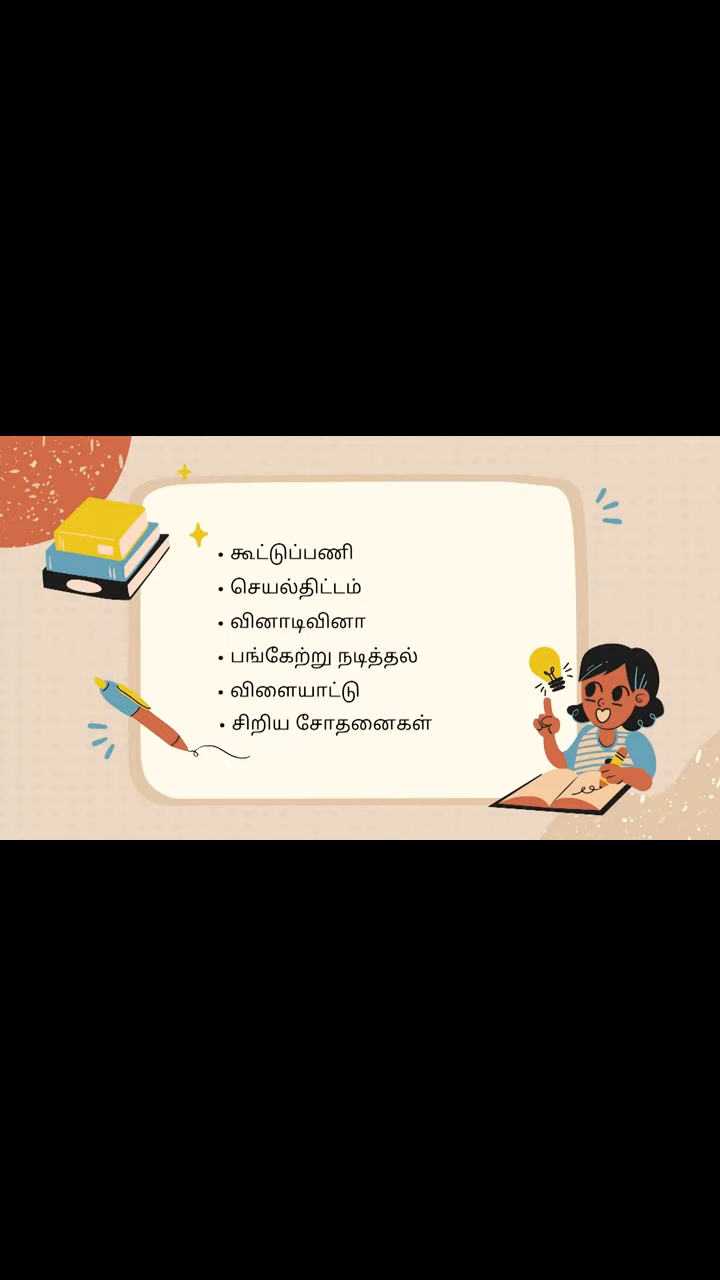 • கூட்டுப்பணி
• செயல்திட்டம்
• வினாடிவினா
• பங்கேற்று நடித்தல்
• விளையாட்டு
• சிறிய சோதனைகள்